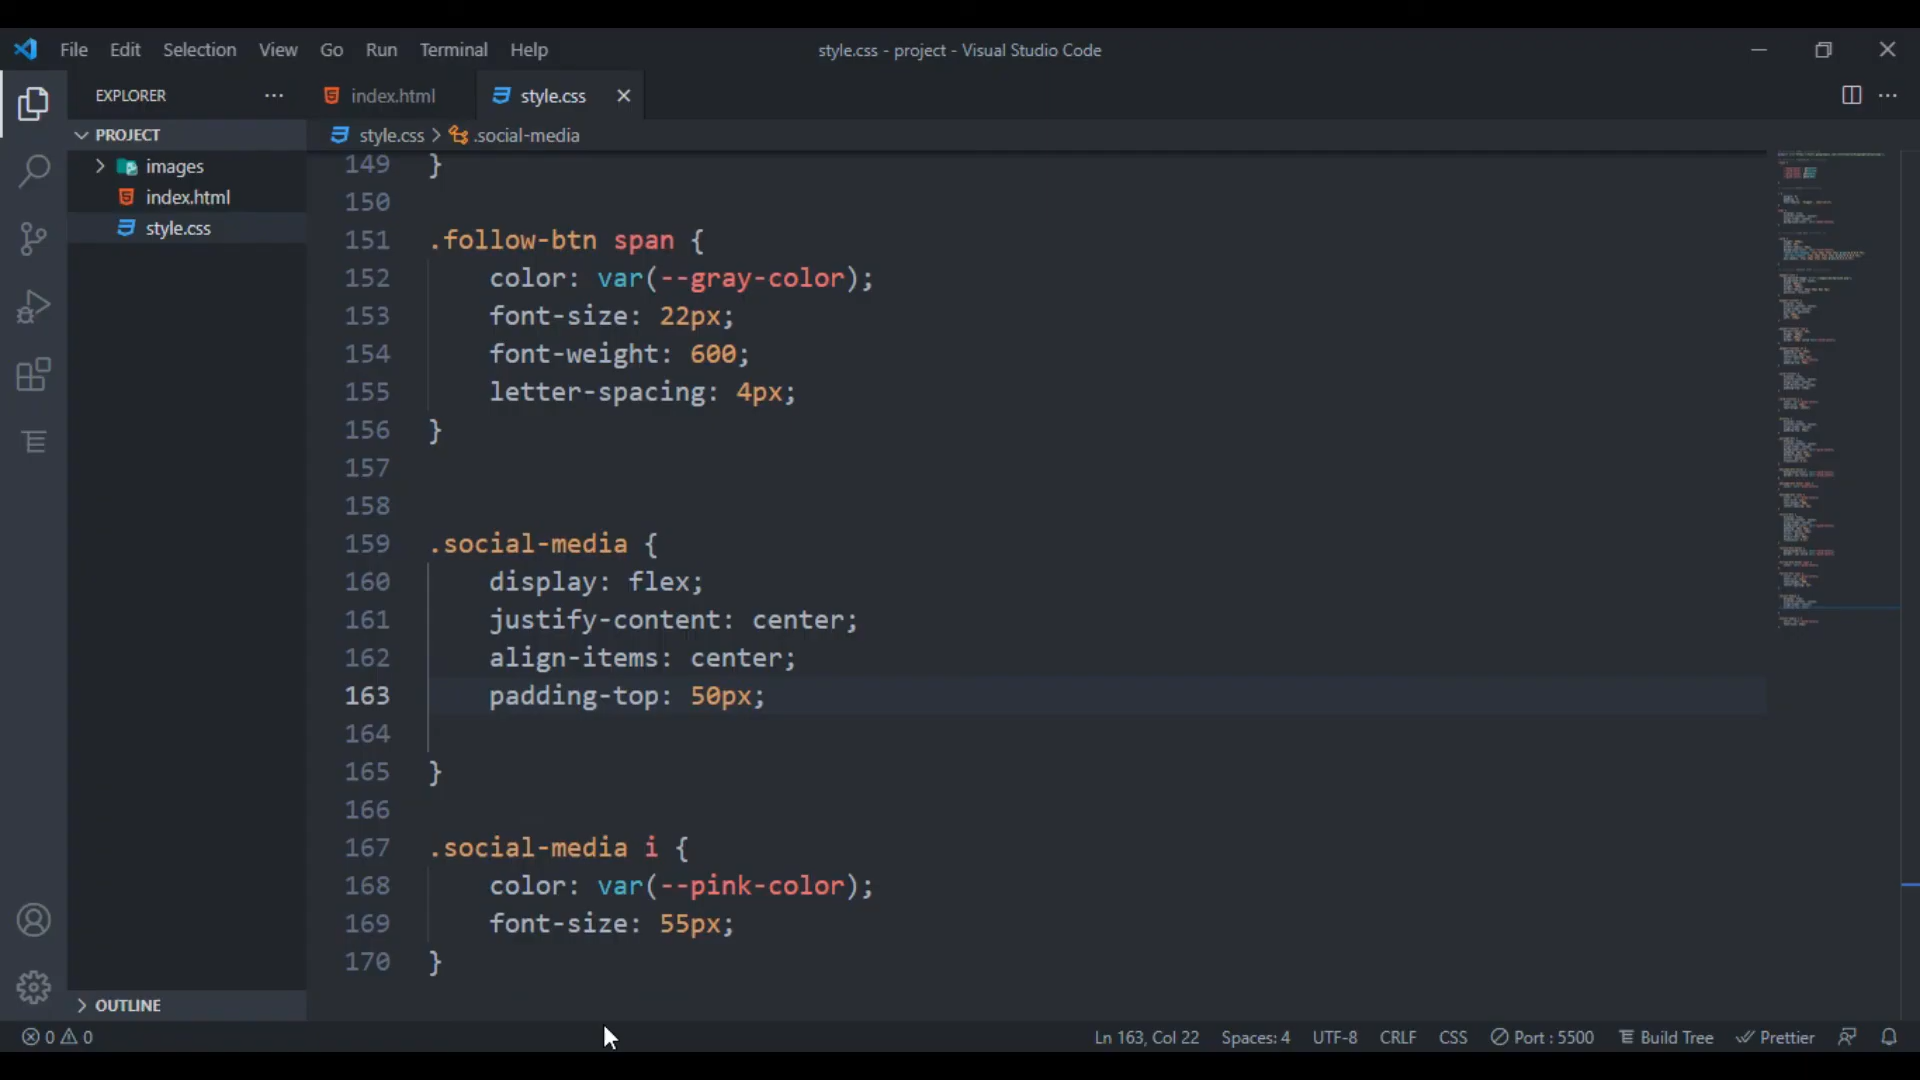 File Edit Selection View Go Run Terminal Help style.css - project - Visual Studio Code
EXPLORER ··· index.html style.css
PROJECT style.css > .social-media
images
index.html
style.css
149 }
150
151 .follow-btn span {
152 color: var(--gray-color);
153 font-size: 22px;
154 font-weight: 600;
155 letter-spacing: 4px;
156 }
157
158
159 .social-media {
160 display: flex;
161 justify-content: center;
162 align-items: center;
163 padding-top: 50px;
164
165 }
166
167 .social-media i {
168 color: var(--pink-color);
169 font-size: 55px;
170 }
OUTLINE
0 0 Ln 163, Col 22 Spaces: 4 UTF-8 CRLF CSS Port : 5500 Build Tree Prettier